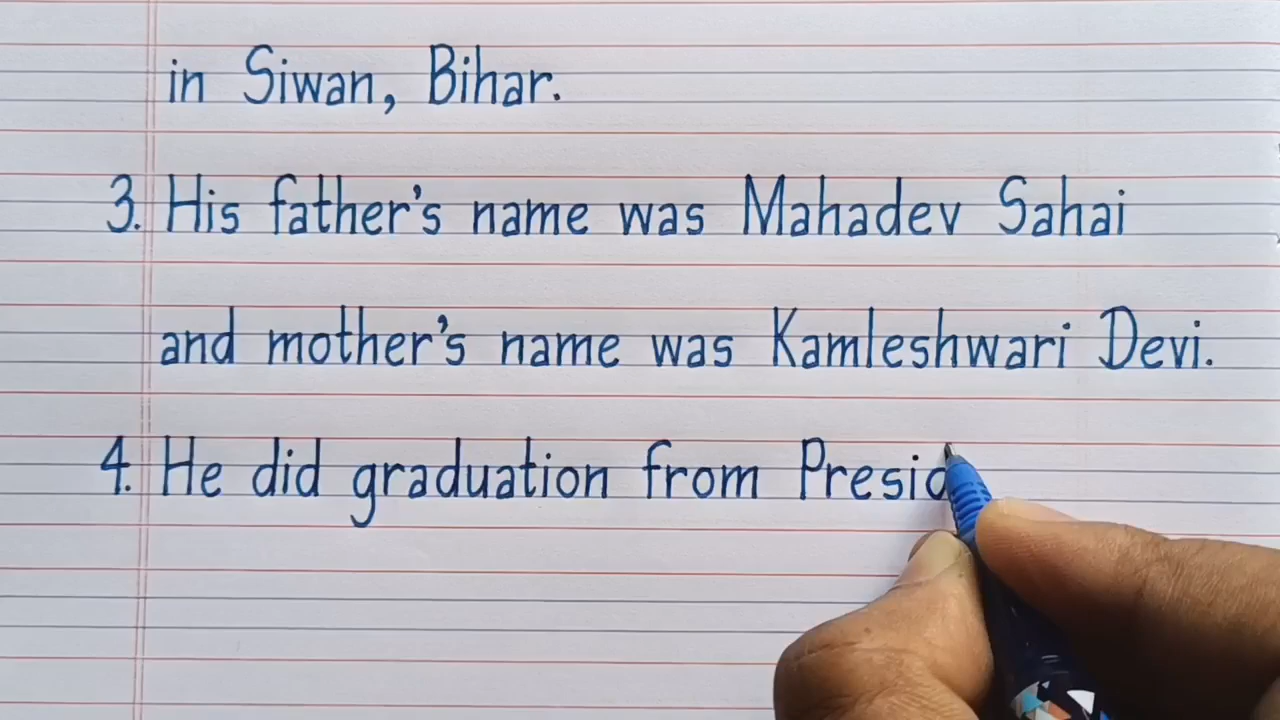 in Siwan, Bihar.
3. His father's name was Mahadev Sahai
and mother's name was Kamleshwari Devi.
4. He did graduation from Presid